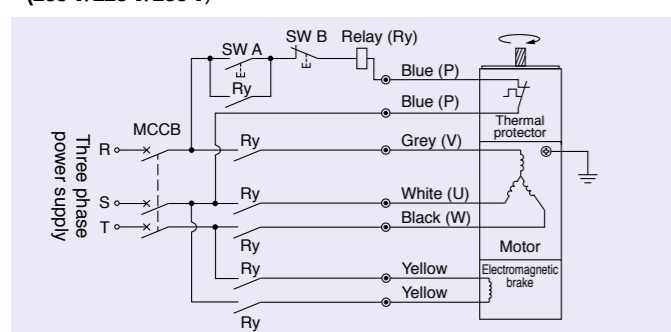 SW A
SW B
Relay (Ry)
Blue (P)
Ry
Blue (P)
Thermal
protector
MCCB
Three phase
power supply
R
Ry
Grey (V)
S
Ry
White (U)
T
Black (W)
Ry
Motor
Ry
Yellow
Electromagnetic
brake
Yellow
Ry